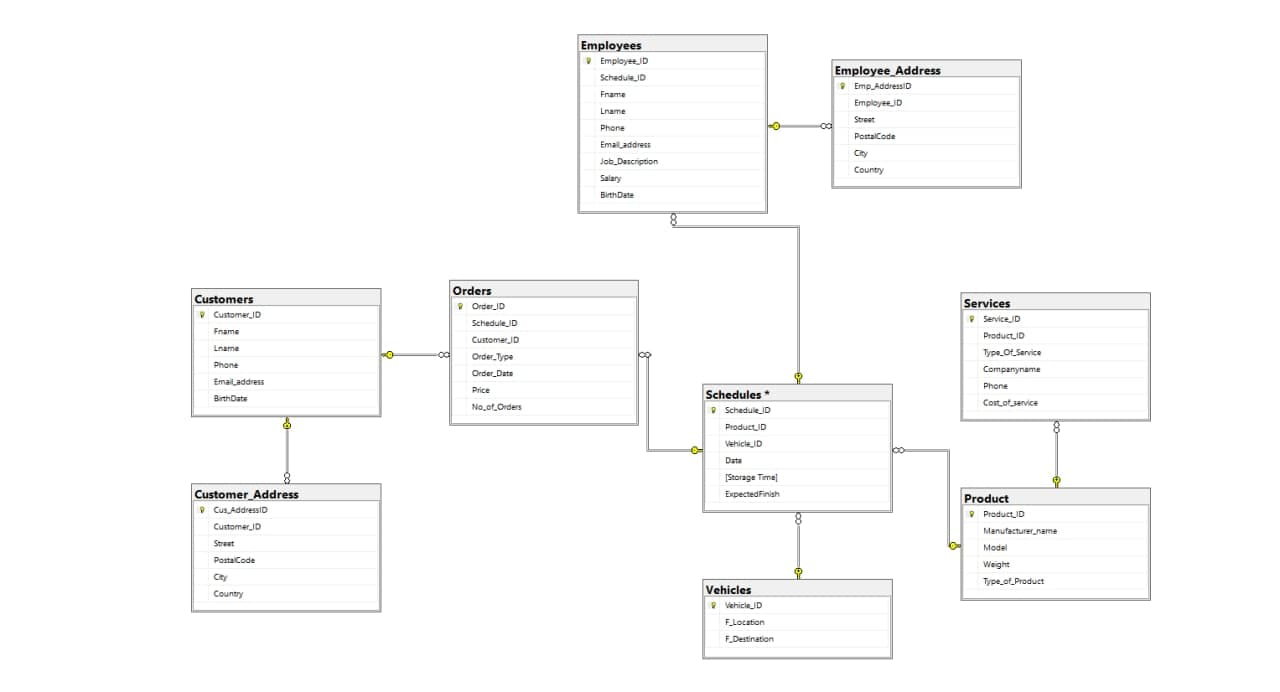 Employees
Employee_ID
Schedule_ID
Fname
Lname
Phone
Email_address
Job_Description
Salary
BirthDate
Employee_Address
Emp_AddressID
Employee_ID
Street
PostalCode
City
Country
Customers
Customer_ID
Fname
Lname
Phone
Email_address
BirthDate
Orders
Order_ID
Schedule_ID
Customer_ID
Order_Type
Order_Date
Price
No_of_Orders
Services
Service_ID
Product_ID
Type_Of_Service
Companyname
Phone
Cost_of_service
Schedules *
Schedule_ID
Product_ID
Vehicle_ID
Date
[Storage Time]
ExpectedFinish
Customer_Address
Cus_AddressID
Customer_ID
Street
PostalCode
City
Country
Product
Product_ID
Manufacturer_name
Model
Weight
Type_of_Product
Vehicles
Vehicle_ID
F_Location
F_Destination